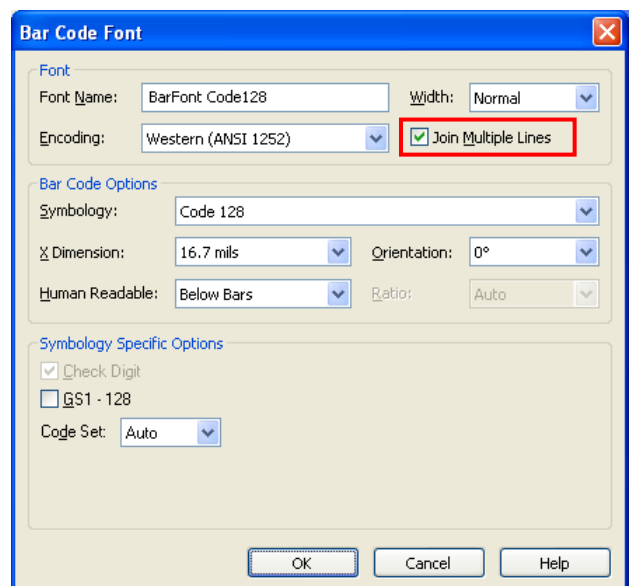 Bar Code Font
Font
Font Name: BarFont Code128 Width: Normal
Encoding: Western (ANSI 1252) Join Multiple Lines
Bar Code Options
Symbology: Code 128
X Dimension: 16.7 mils Orientation: 0°
Human Readable: Below Bars Ratio: Auto
Symbology Specific Options
Check Digit
GS1 - 128
Code Set: Auto
OK Cancel Help